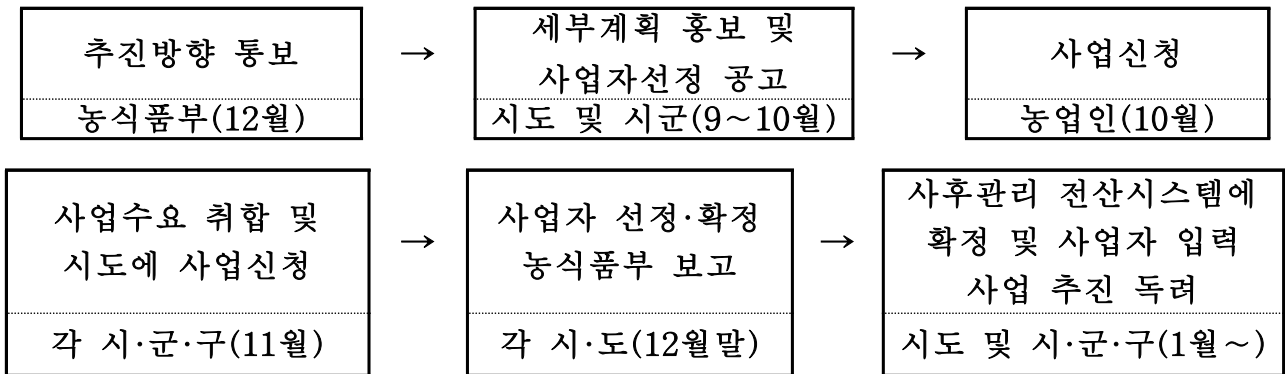 추진방향 통보
농식품부(12월)
→
세부계획 홍보 및
사업자선정 공고
시도 및 시군(9~10월)
→
사업신청
농업인(10월)
사업수요 취합 및
시도에 사업신청
각 시·군·구(11월)
→
사업자 선정·확정
농식품부 보고
각 시·도(12월말)
→
사후관리 전산시스템에
확정 및 사업자 입력
사업 추진 독려
시도 및 시·군·구(1월~)